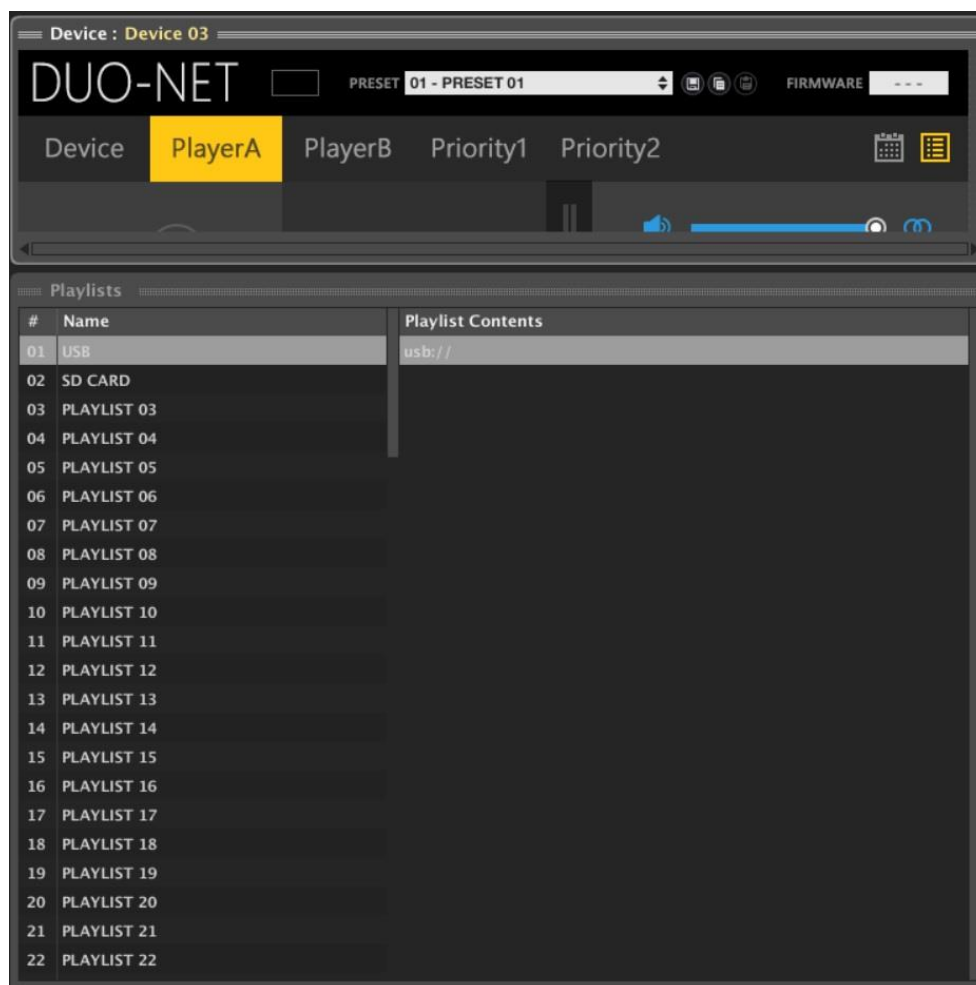 Device : Device 03
DUO-NET PRESET 01 - PRESET 01 FIRMWARE - - -
Device PlayerA PlayerB Priority1 Priority2
Playlists
# Name Playlist Contents
01 USB usb://
02 SD CARD
03 PLAYLIST 03
04 PLAYLIST 04
05 PLAYLIST 05
06 PLAYLIST 06
07 PLAYLIST 07
08 PLAYLIST 08
09 PLAYLIST 09
10 PLAYLIST 10
11 PLAYLIST 11
12 PLAYLIST 12
13 PLAYLIST 13
14 PLAYLIST 14
15 PLAYLIST 15
16 PLAYLIST 16
17 PLAYLIST 17
18 PLAYLIST 18
19 PLAYLIST 19
20 PLAYLIST 20
21 PLAYLIST 21
22 PLAYLIST 22